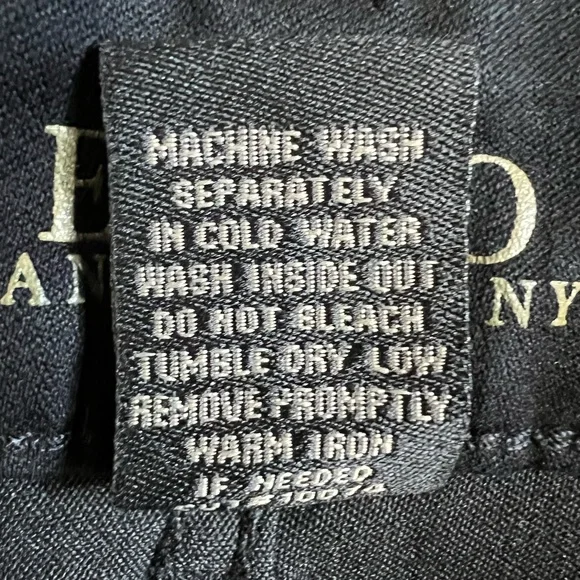 MACHINE WASH
SEPARATELY
IN COLD WATER
WASH INSIDE OUT
DO NOT BLEACH
TUMBLE DRY LOW
REMOVE PROMPTLY
WARM IRON
IF NEEDED
NY